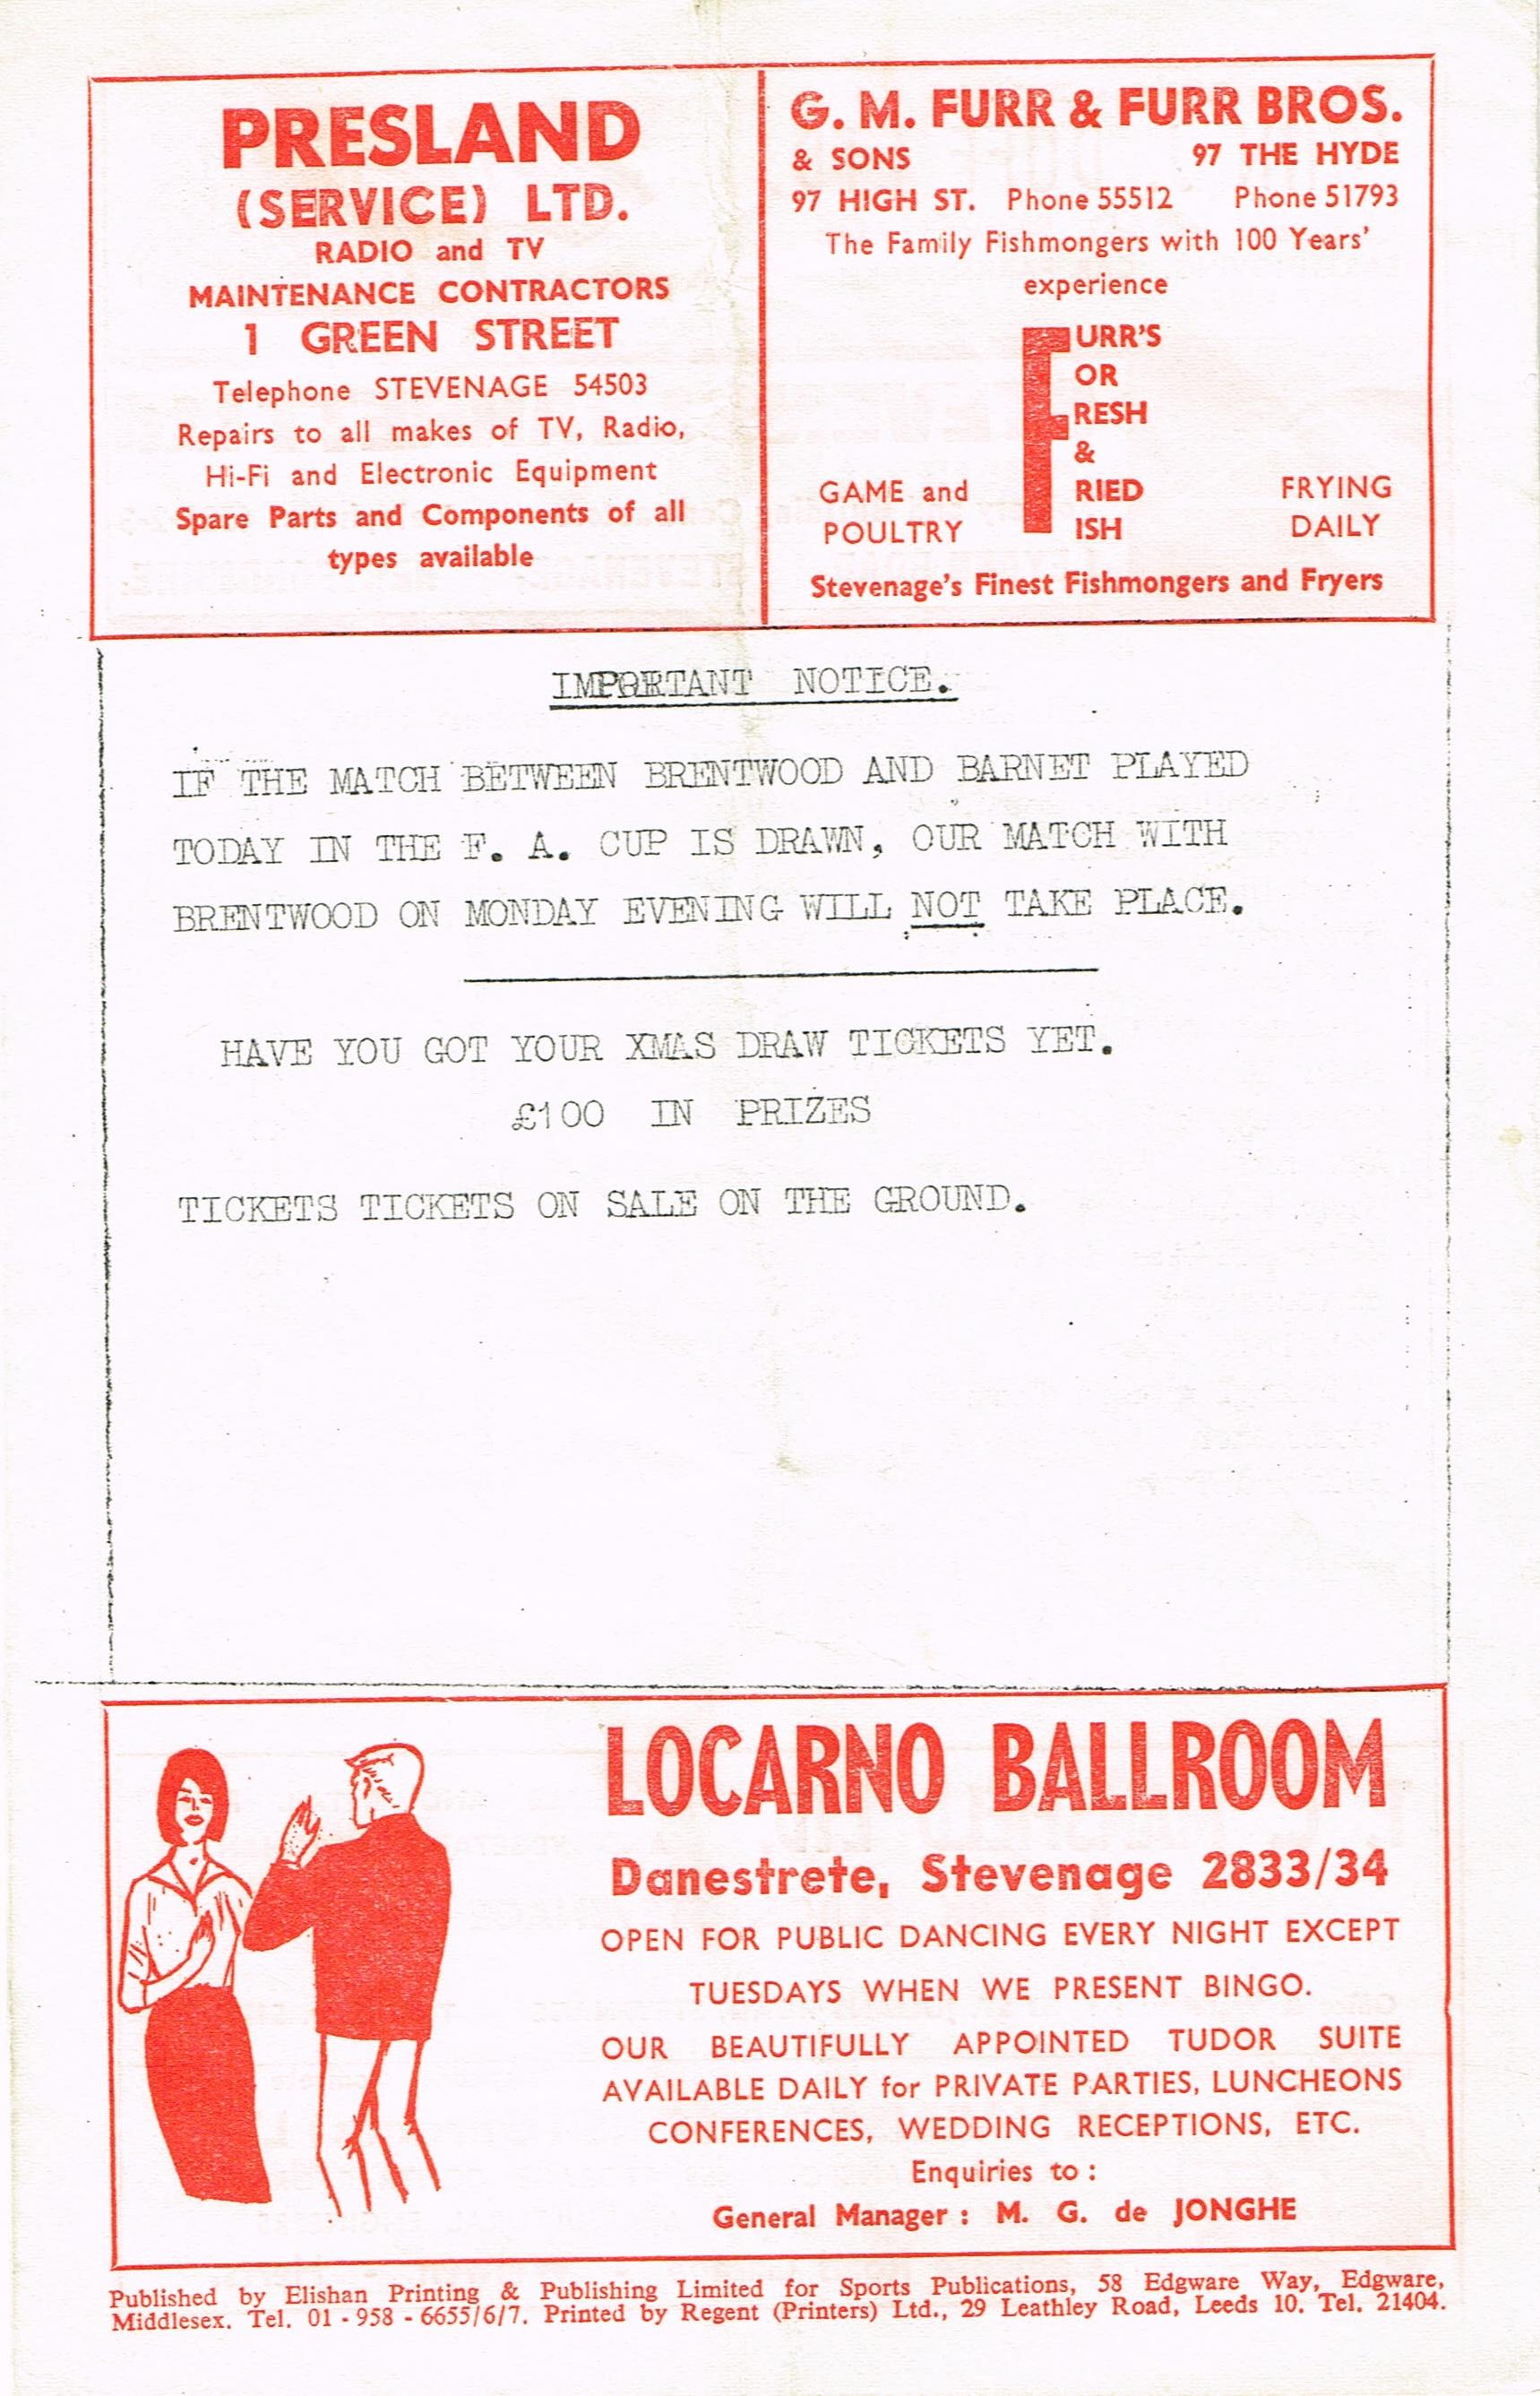 PRESLAND
(SERVICE) LTD.
RADIO and TV
MAINTENANCE CONTRACTORS
1 GREEN STREET
Telephone STEVENAGE 54503
Repairs to all makes of TV, Radio,
Hi-Fi and Electronic Equipment
Spare Parts and Components of all
types available
G. M. FURR & FURR BROS.
& SONS 97 THE HYDE
97 HIGH ST. Phone 55512 Phone 51793
The Family Fishmongers with 100 Years'
experience
FURR'S
OR
RESH
&
RIED
ISH
GAME and
POULTRY
FRYING
DAILY
Stevenage's Finest Fishmongers and Fryers
IMPORTANT NOTICE.
IF THE MATCH BETWEEN BRENTWOOD AND BARNET PLAYED
TODAY IN THE F. A. CUP IS DRAWN, OUR MATCH WITH
BRENTWOOD ON MONDAY EVENING WILL NOT TAKE PLACE.
HAVE YOU GOT YOUR XMAS DRAW TICKETS YET.
£100 IN PRIZES
TICKETS TICKETS ON SALE ON THE GROUND.
LOCARNO BALLROOM
Danestrete, Stevenage 2833/34
OPEN FOR PUBLIC DANCING EVERY NIGHT EXCEPT
TUESDAYS WHEN WE PRESENT BINGO.
OUR BEAUTIFULLY APPOINTED TUDOR SUITE
AVAILABLE DAILY for PRIVATE PARTIES, LUNCHEONS
CONFERENCES, WEDDING RECEPTIONS, ETC.
Enquiries to :
General Manager : M. G. de JONGHE
Published by Elishan Printing & Publishing Limited for Sports Publications, 58 Edgware Way, Edgware,
Middlesex. Tel. 01 - 958 - 6655/6/7. Printed by Regent (Printers) Ltd., 29 Leathley Road, Leeds 10. Tel. 21404.